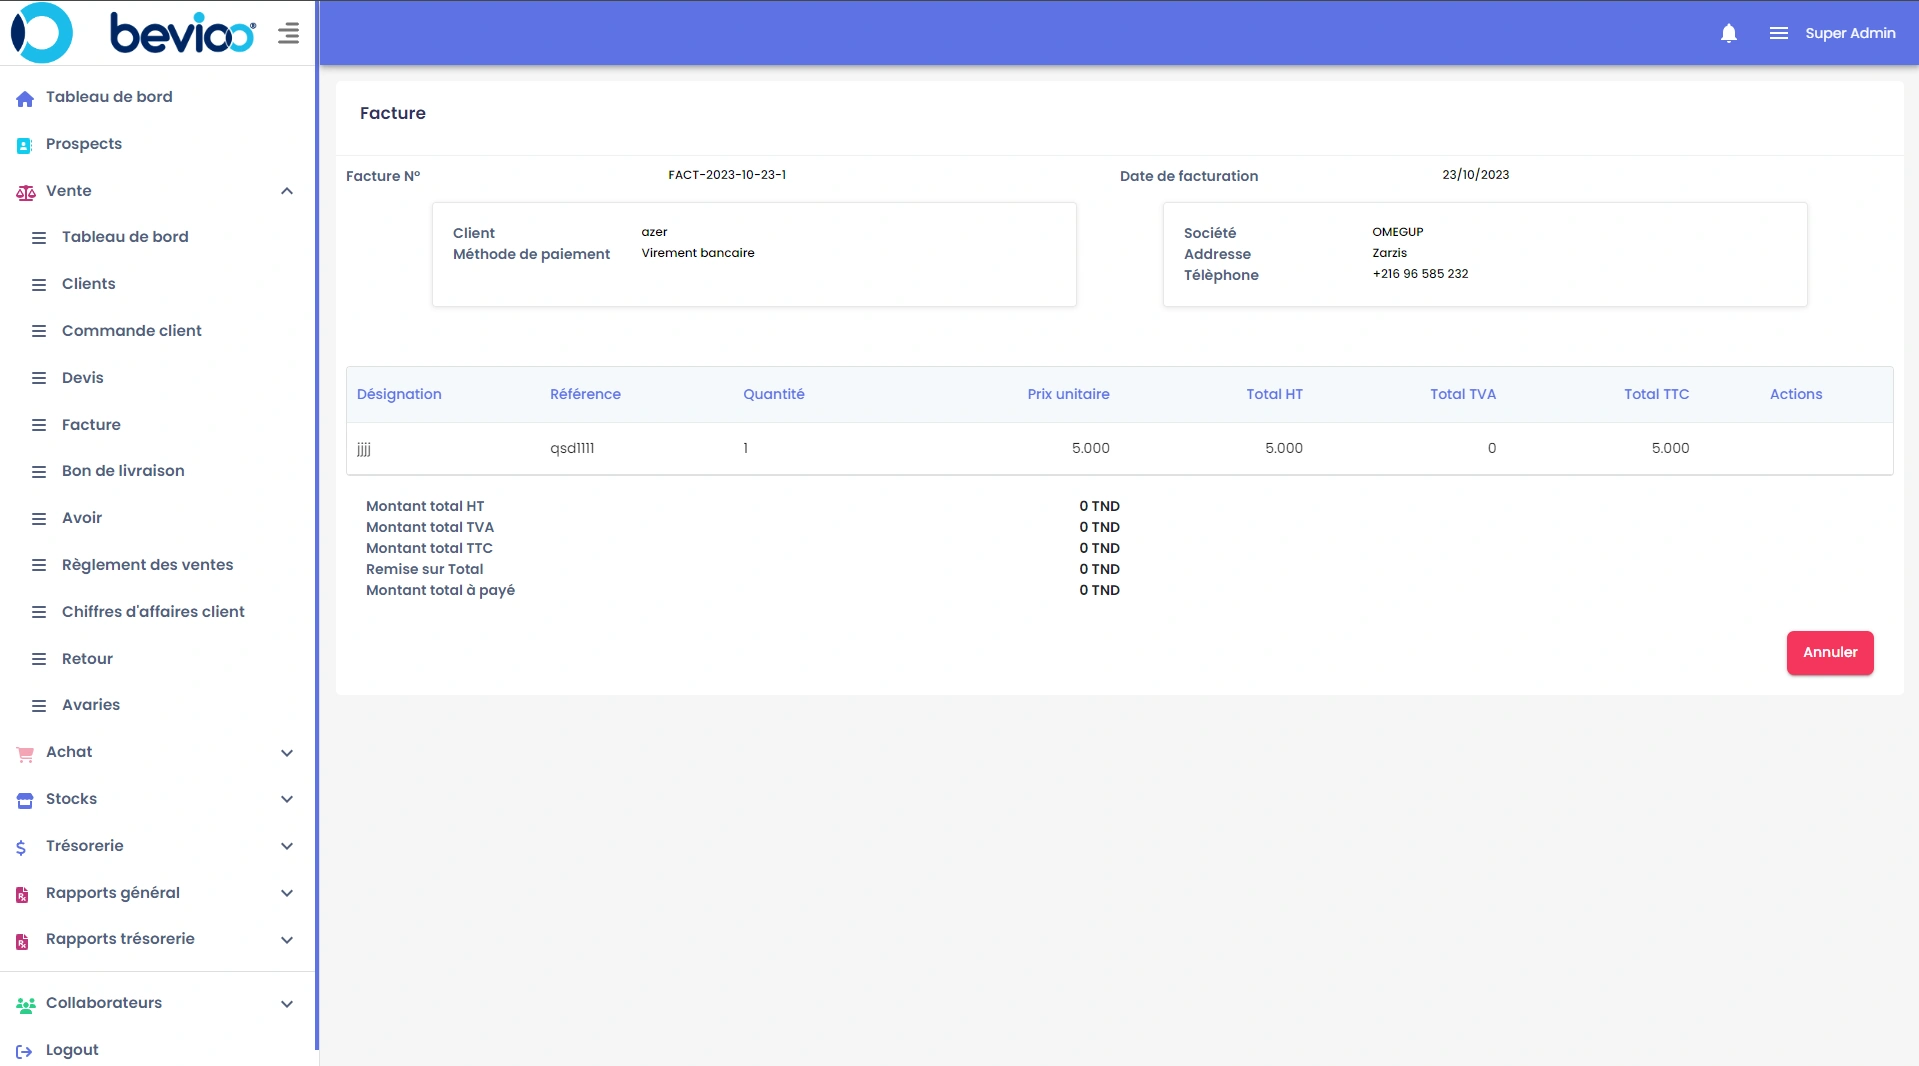 bevioo®
Super Admin
Tableau de bord
Prospects
Vente
Tableau de bord
Clients
Commande client
Devis
Facture
Bon de livraison
Avoir
Règlement des ventes
Chiffres d'affaires client
Retour
Avaries
Achat
Stocks
Trésorerie
Rapports général
Rapports trésorerie
Collaborateurs
Logout
Facture
Facture N° FACT-2023-10-23-1 Date de facturation 23/10/2023
Client azer
Méthode de paiement Virement bancaire
Société OMEGUP
Addresse Zarzis
Télèphone +216 96 585 232
Désignation Référence Quantité Prix unitaire Total HT Total TVA Total TTC Actions
jjjj qsd1111 1 5.000 5.000 0 5.000
Montant total HT 0 TND
Montant total TVA 0 TND
Montant total TTC 0 TND
Remise sur Total 0 TND
Montant total à payé 0 TND
Annuler